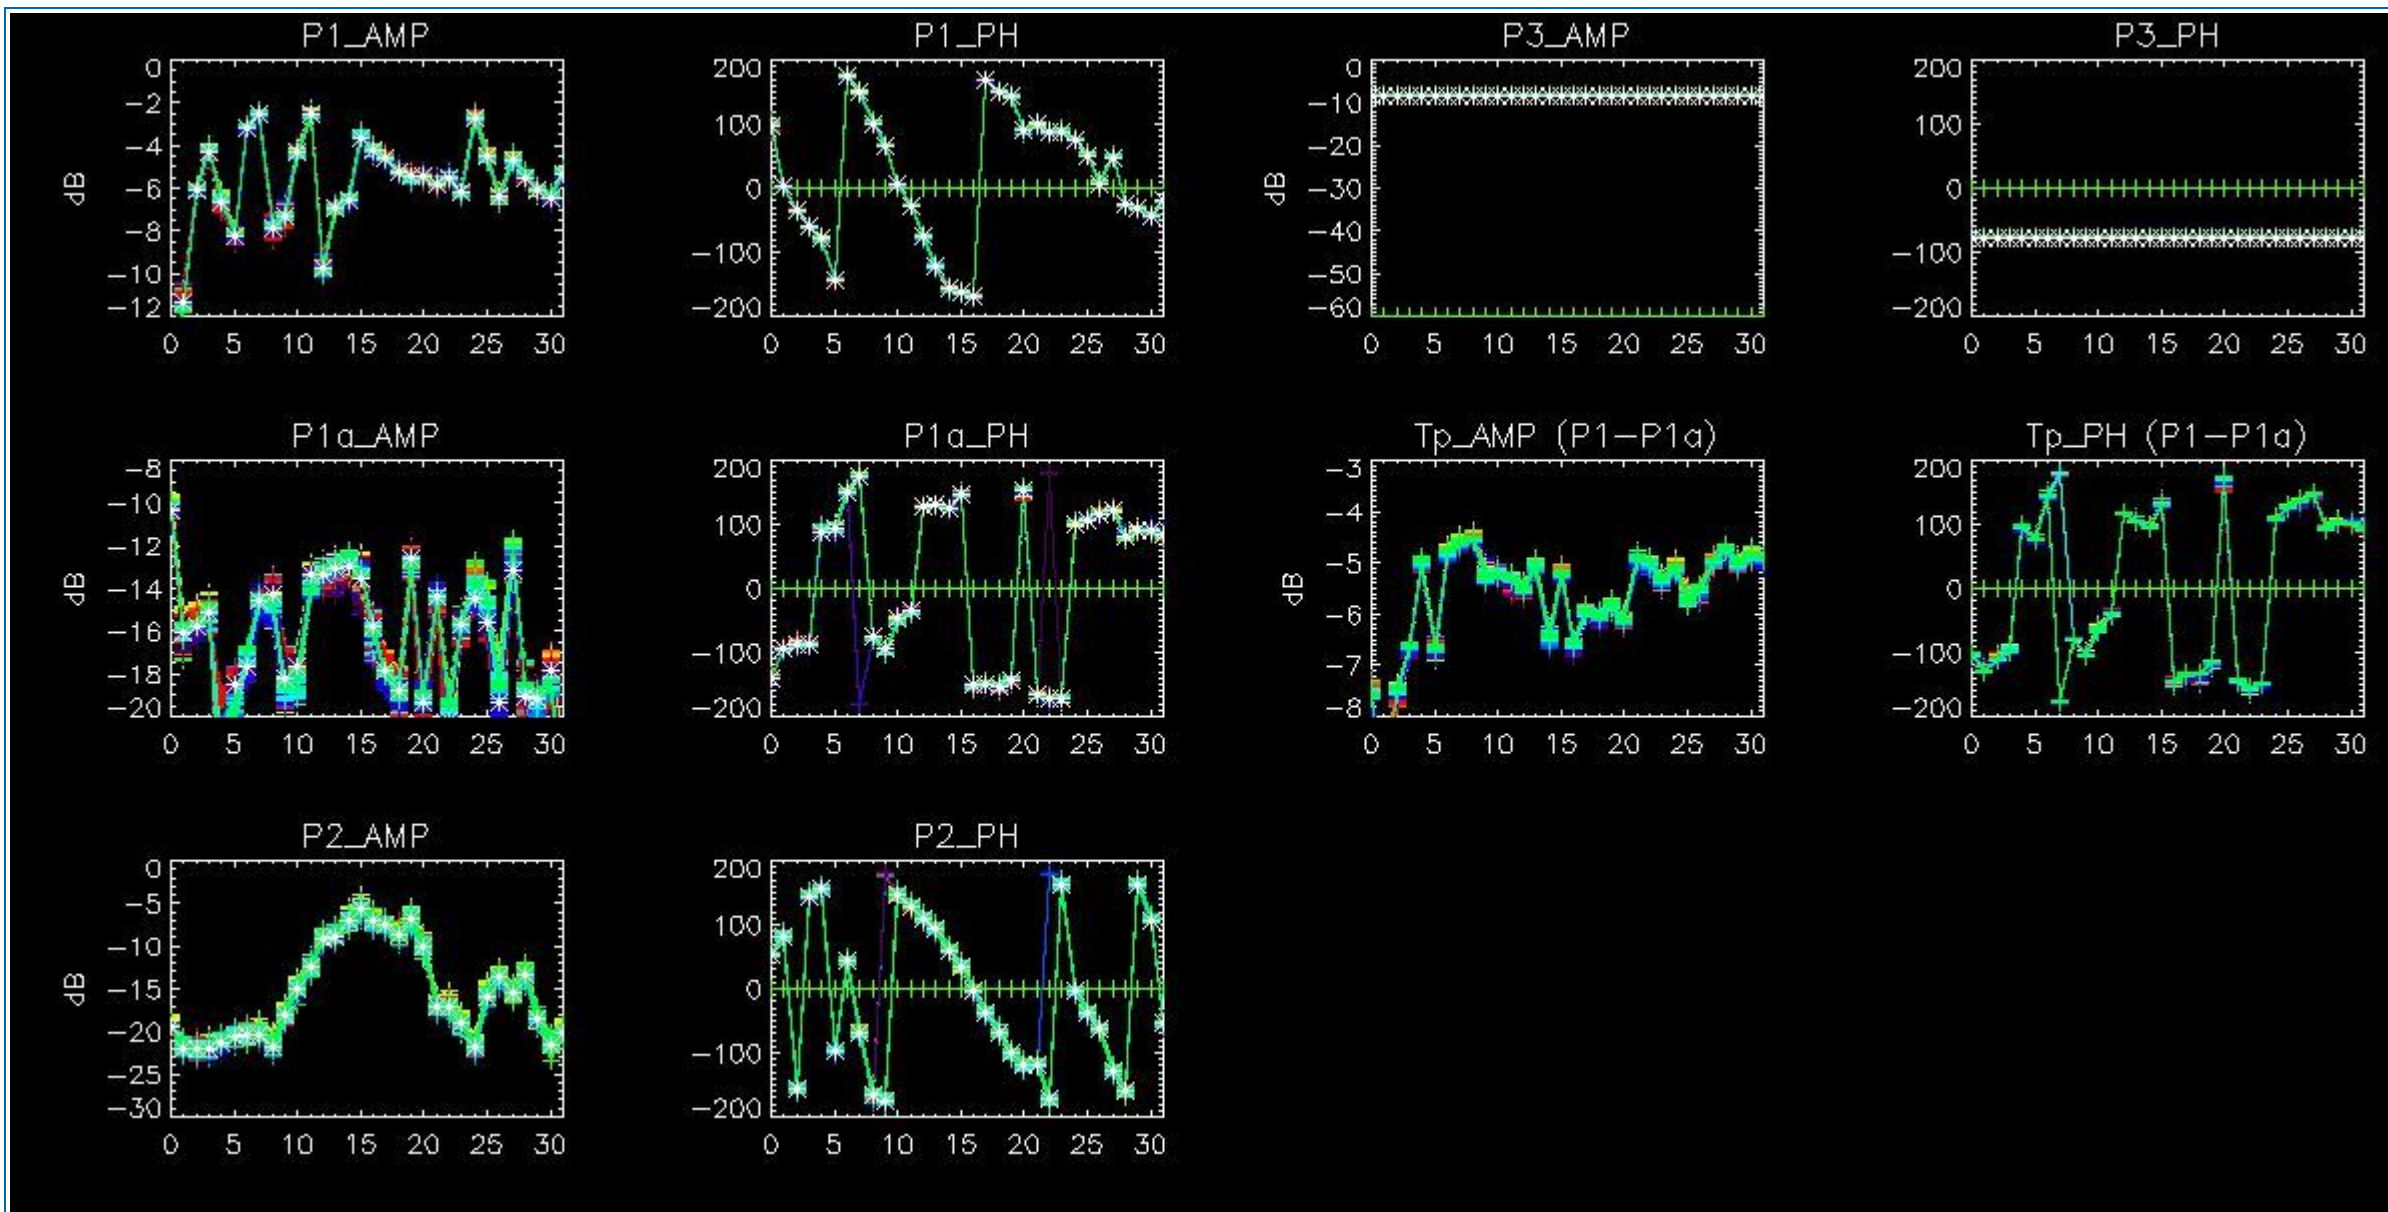 P1_AMP
0
−2
−4
−6
−8
−10
−12
dB
0 5 10 15 20 25 30
P1_PH
200
100
0
−100
−200
0 5 10 15 20 25 30
P3_AMP
0
−10
−20
−30
−40
−50
−60
dB
0 5 10 15 20 25 30
P3_PH
200
100
0
−100
−200
0 5 10 15 20 25 30
P1a_AMP
−8
−10
−12
−14
−16
−18
−20
dB
0 5 10 15 20 25 30
P1a_PH
200
100
0
−100
−200
0 5 10 15 20 25 30
Tp_AMP (P1−P1a)
−3
−4
−5
−6
−7
−8
dB
0 5 10 15 20 25 30
Tp_PH (P1−P1a)
200
100
0
−100
−200
0 5 10 15 20 25 30
P2_AMP
0
−5
−10
−15
−20
−25
−30
dB
0 5 10 15 20 25 30
P2_PH
200
100
0
−100
−200
0 5 10 15 20 25 30